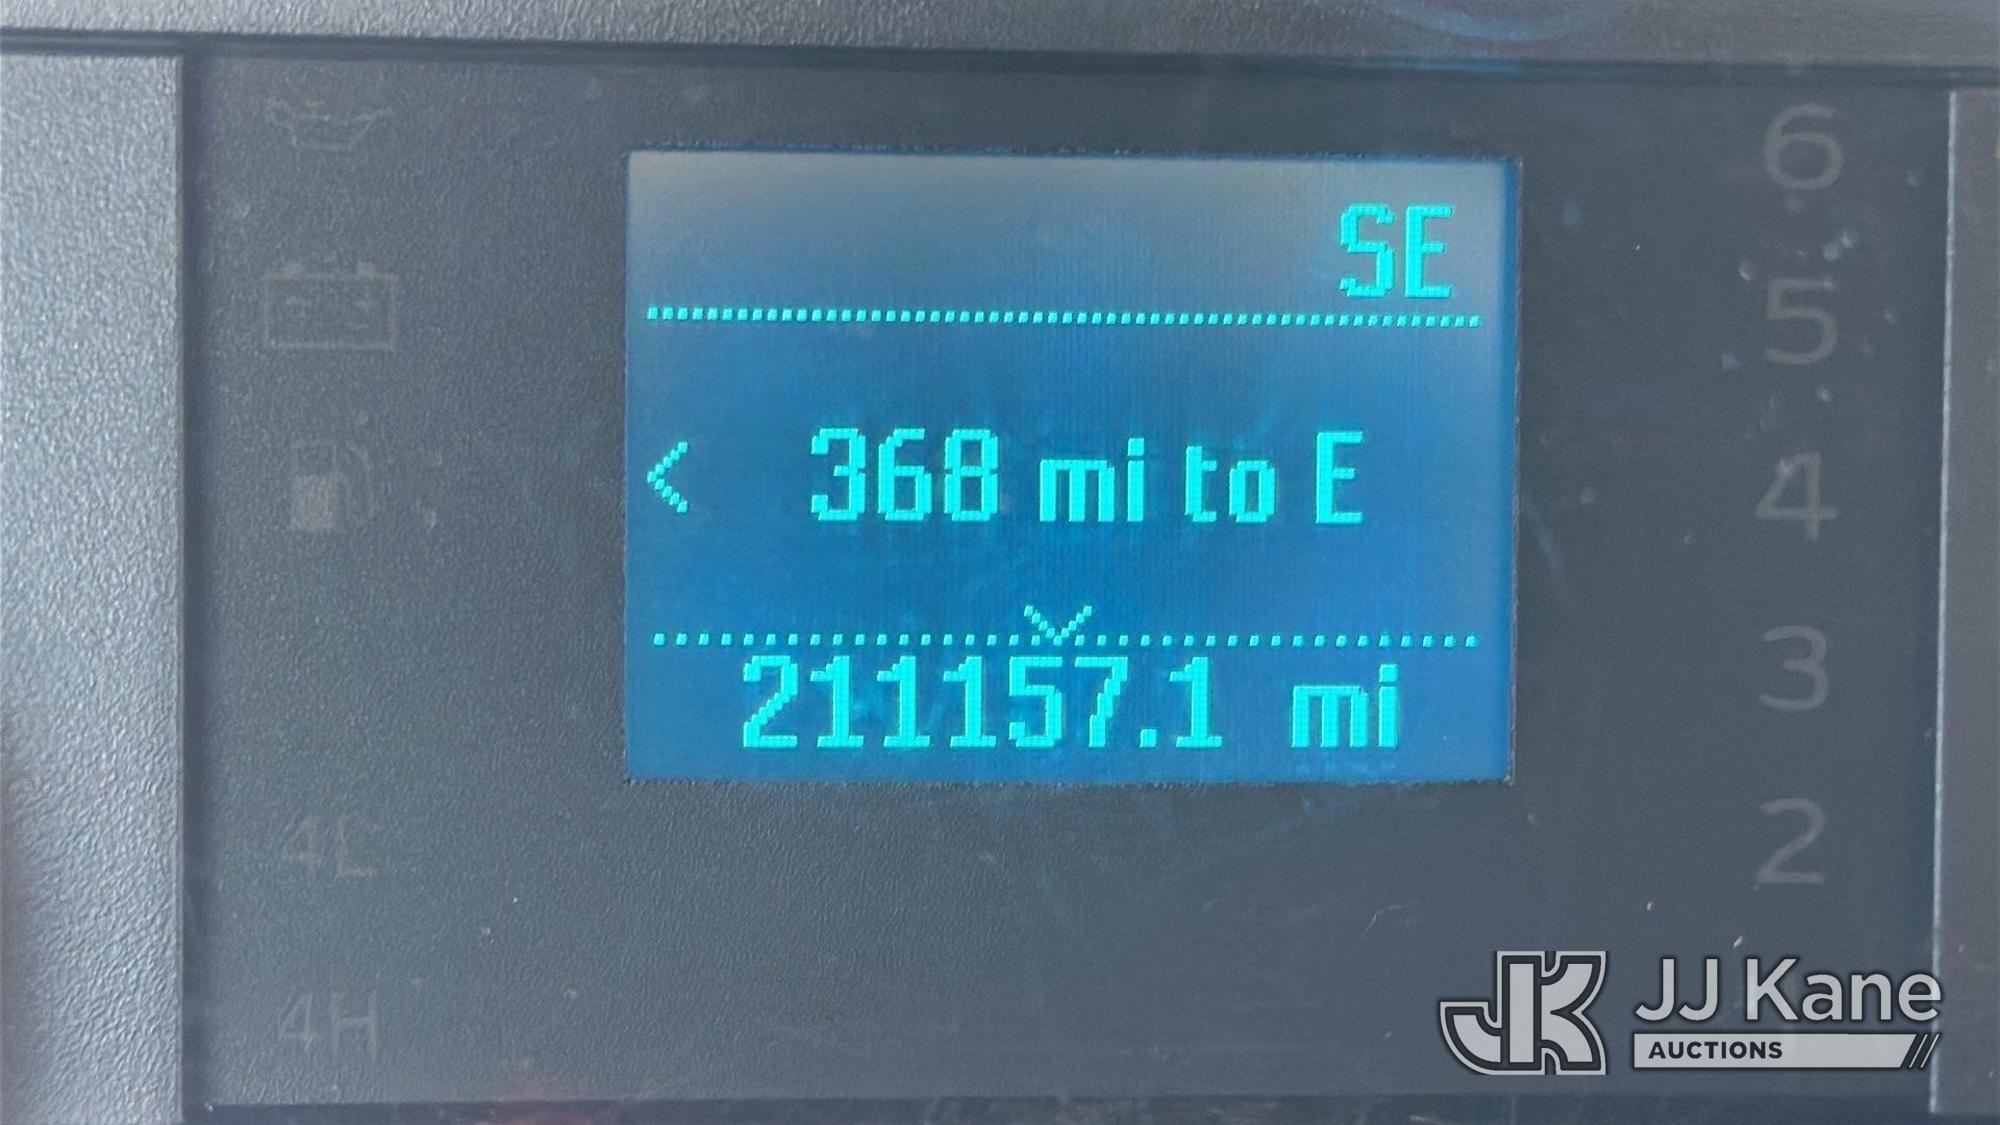 SE
< 368 mi to E
211157.1 mi
6
5
4
3
2
4L
4H
JJ Kane
AUCTIONS